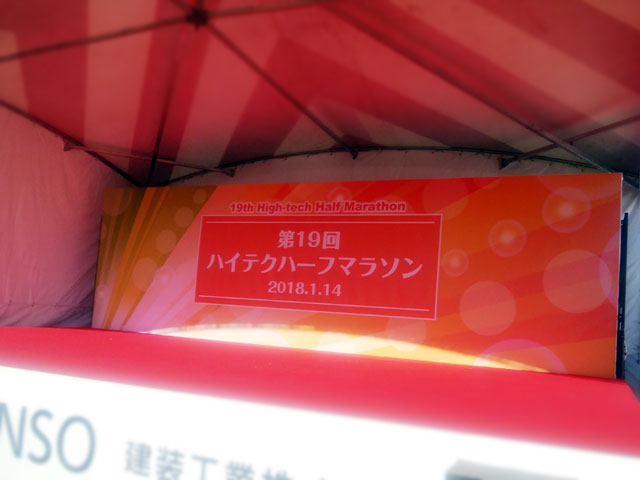 19th High-tech Half Marathon
第19回
ハイテクハーフマラソン
2018.1.14
NSO 建装工業株